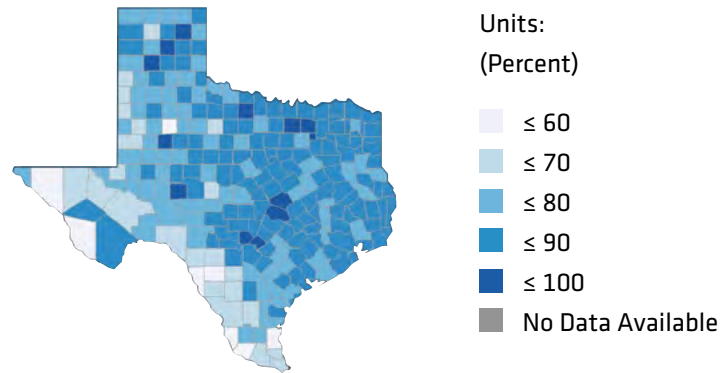 Units:
(Percent)
≤ 60
≤ 70
≤ 80
≤ 90
≤ 100
No Data Available